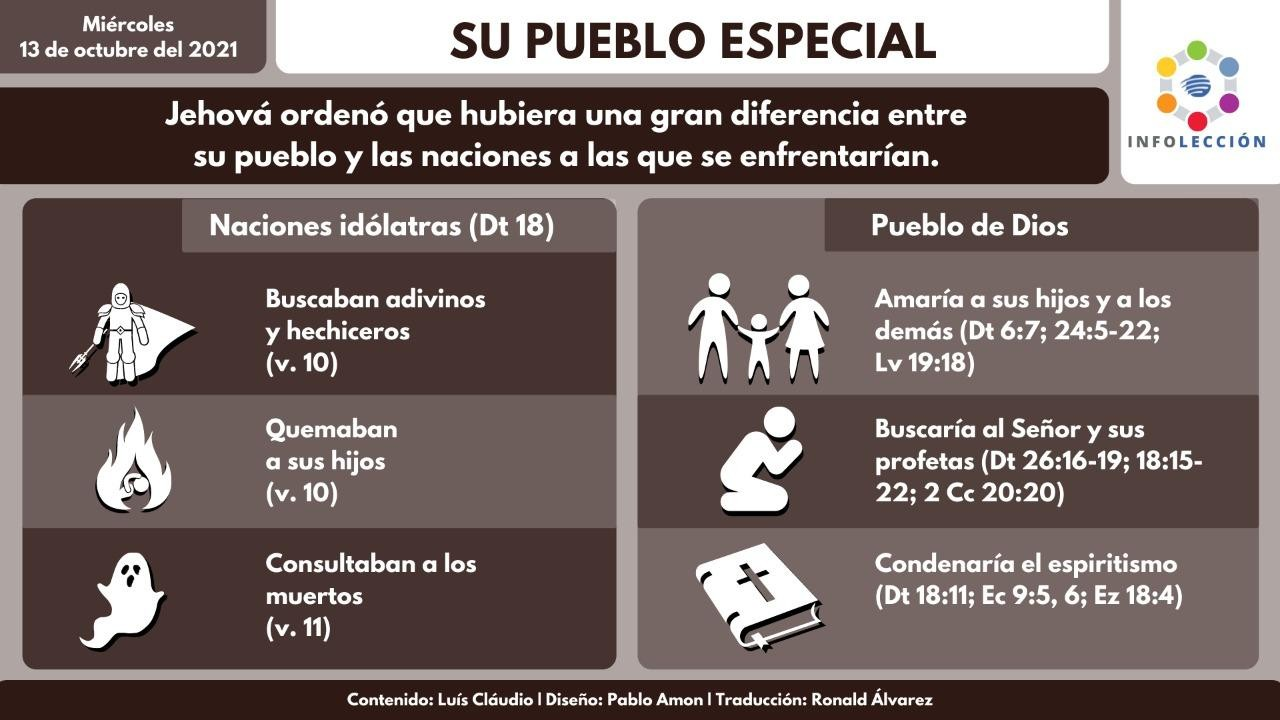 Miércoles
13 de octubre del 2021
SU PUEBLO ESPECIAL
INFOLECCIÓN
Jehová ordenó que hubiera una gran diferencia entre
su pueblo y las naciones a las que se enfrentarían.
Naciones idólatras (Dt 18)
Buscaban adivinos
y hechiceros
(v. 10)
Quemaban
a sus hijos
(v. 10)
Consultaban a los
muertos
(v. 11)
Pueblo de Dios
Amaría a sus hijos y a los
demás (Dt 6:7; 24:5-22;
Lv 19:18)
Buscaría al Señor y sus
profetas (Dt 26:16-19; 18:15-
22; 2 Cc 20:20)
Condenaría el espiritismo
(Dt 18:11; Ec 9:5, 6; Ez 18:4)
Contenido: Luís Cláudio | Diseño: Pablo Amon | Traducción: Ronald Álvarez